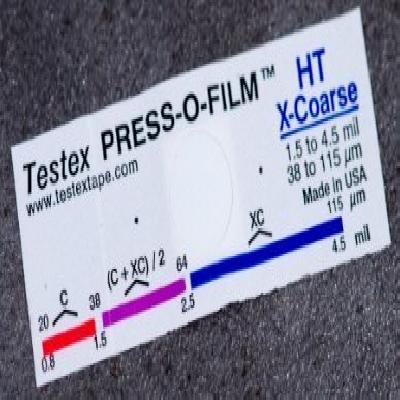 Testex PRESS-O-FILM™
www.testextape.com
HT
X-Coarse
1.5 to 4.5 mil
38 to 115 µm
Made in USA
C
(C + XC) / 2
XC
20 38 64 115 µm
0.8 1.5 2.5 4.5 mil